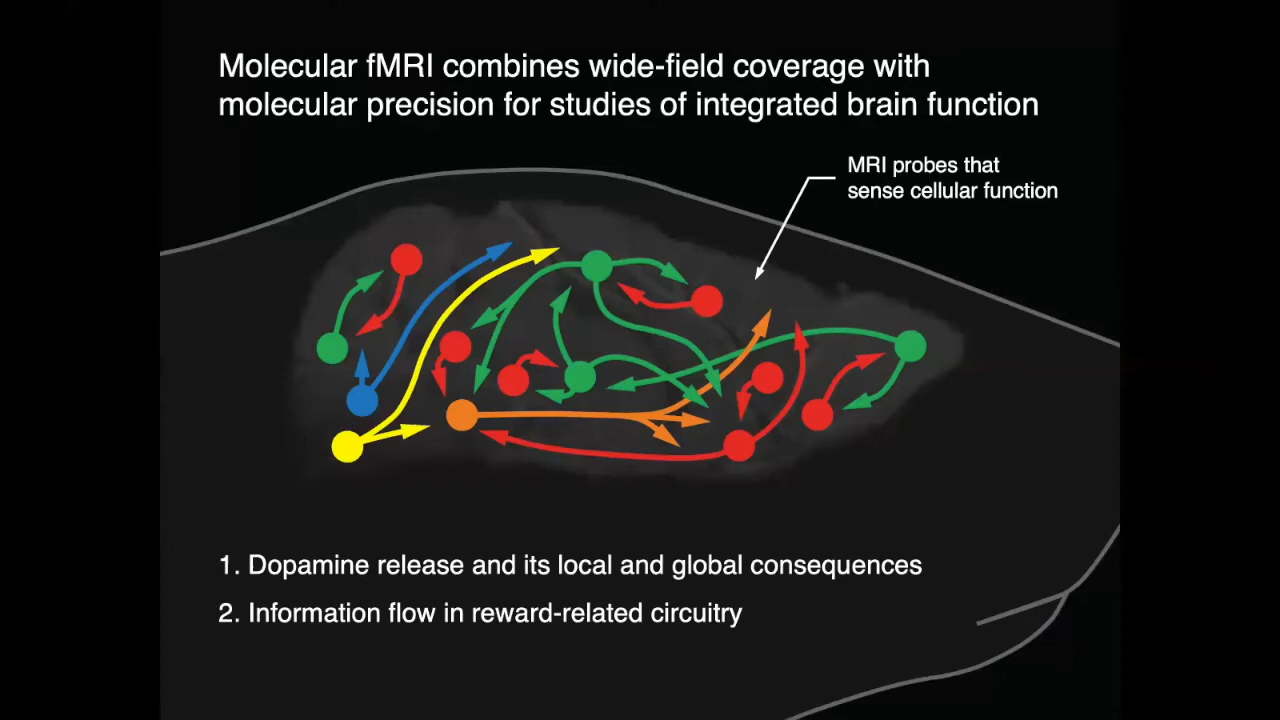 Molecular fMRI combines wide-field coverage with
molecular precision for studies of integrated brain function
MRI probes that
sense cellular function
1. Dopamine release and its local and global consequences
2. Information flow in reward-related circuitry